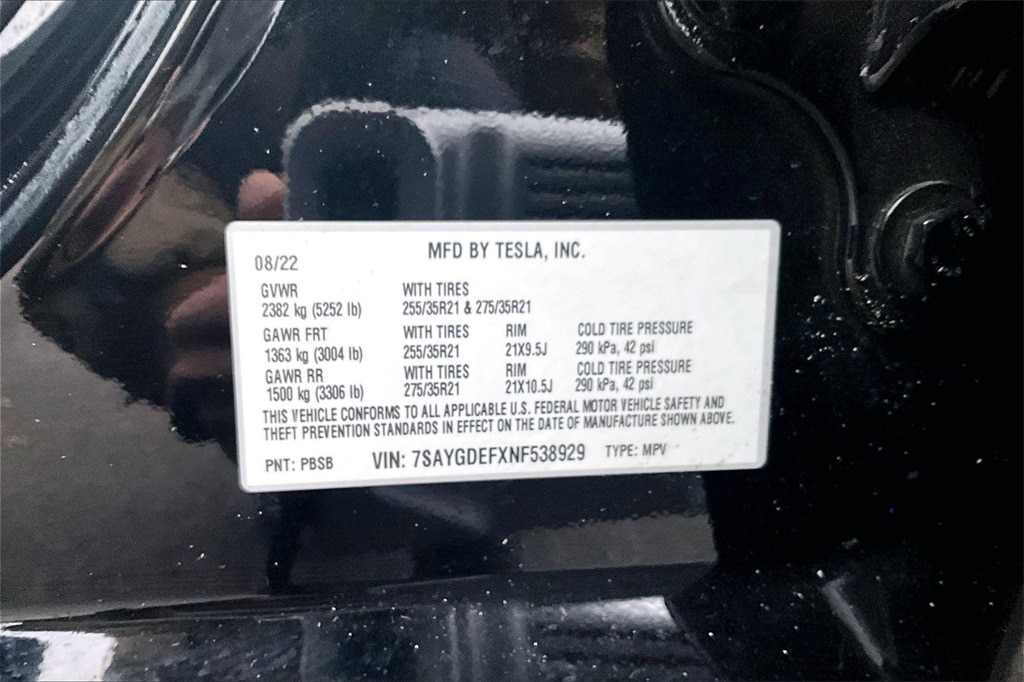 MFD BY TESLA, INC.
08/22
GVWR WITH TIRES
2382 kg (5252 lb) 255/35R21 & 275/35R21
GAWR FRT WITH TIRES RIM COLD TIRE PRESSURE
1363 kg (3004 lb) 255/35R21 21X9.5J 290 kPa, 42 psi
GAWR RR WITH TIRES RIM COLD TIRE PRESSURE
1500 kg (3306 lb) 275/35R21 21X10.5J 290 kPa, 42 psi
THIS VEHICLE CONFORMS TO ALL APPLICABLE U.S. FEDERAL MOTOR VEHICLE SAFETY AND
THEFT PREVENTION STANDARDS IN EFFECT ON THE DATE OF MANUFACTURE SHOWN ABOVE.
PNT: PBSB VIN: 7SAYGDEFXNF538929 TYPE: MPV